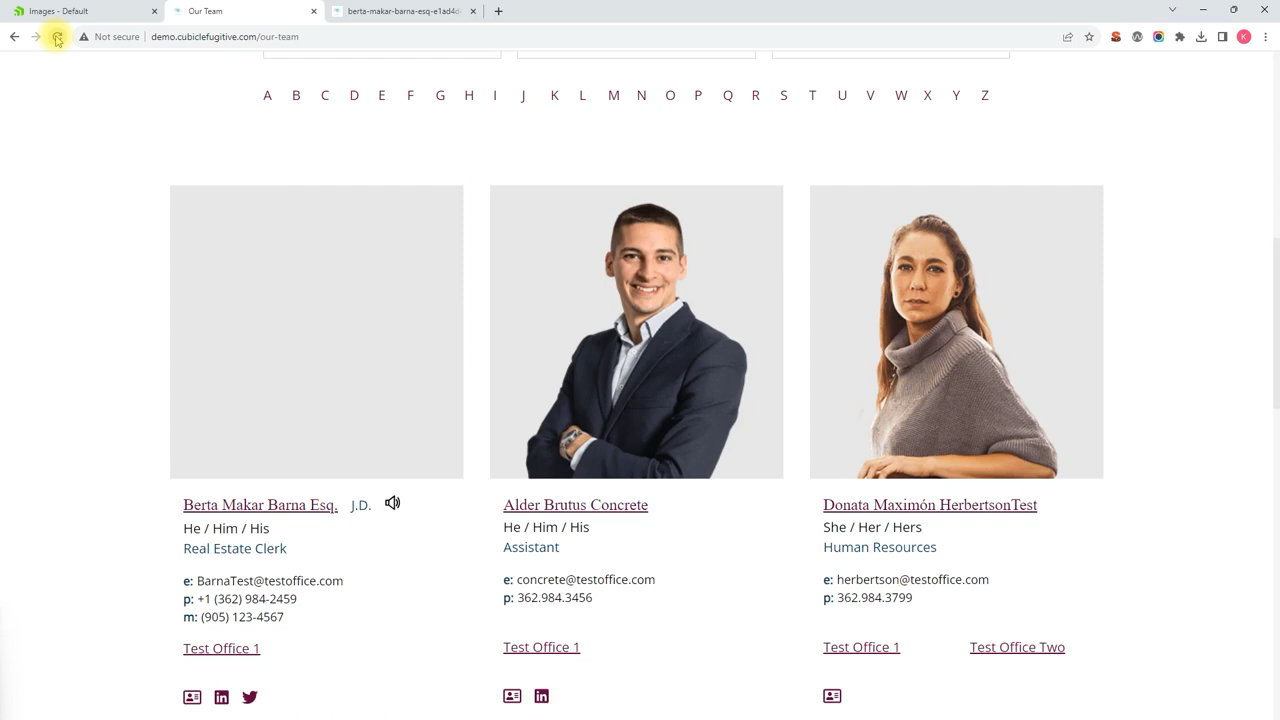 Images - Default
Our Team
berta-makar-barna-esq-e1ad4d
Not secure
demo.cubiclefugitive.com/our-team
K
A B C D E F G H I J K L M N O P Q R S T U V W X Y Z
Berta Makar Barna Esq. J.D.
He / Him / His
Real Estate Clerk
e: BarnaTest@testoffice.com
p: +1 (362) 984-2459
m: (905) 123-4567
Test Office 1
Alder Brutus Concrete
He / Him / His
Assistant
e: concrete@testoffice.com
p: 362.984.3456
Test Office 1
Donata Maximón HerbertsonTest
She / Her / Hers
Human Resources
e: herbertson@testoffice.com
p: 362.984.3799
Test Office 1 Test Office Two